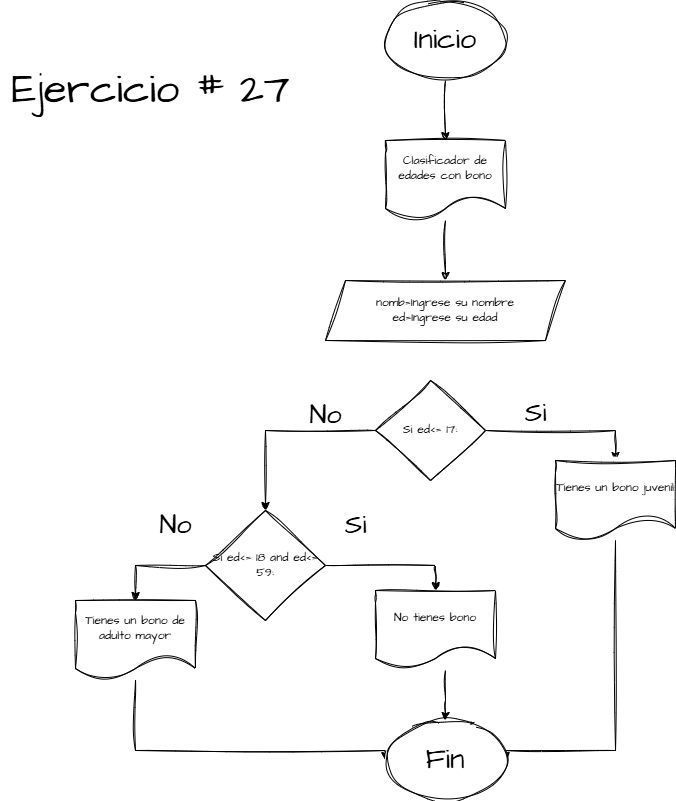 Inicio
Ejercicio # 27
Clasificador de
edades con bono
nomb=Ingrese su nombre
ed=Ingrese su edad
No
Si
Si ed<= 17:
Tienes un bono juvenil
No
Si
Si ed<= 18 and ed<=
59:
Tienes un bono de
adulto mayor
No tienes bono
Fin